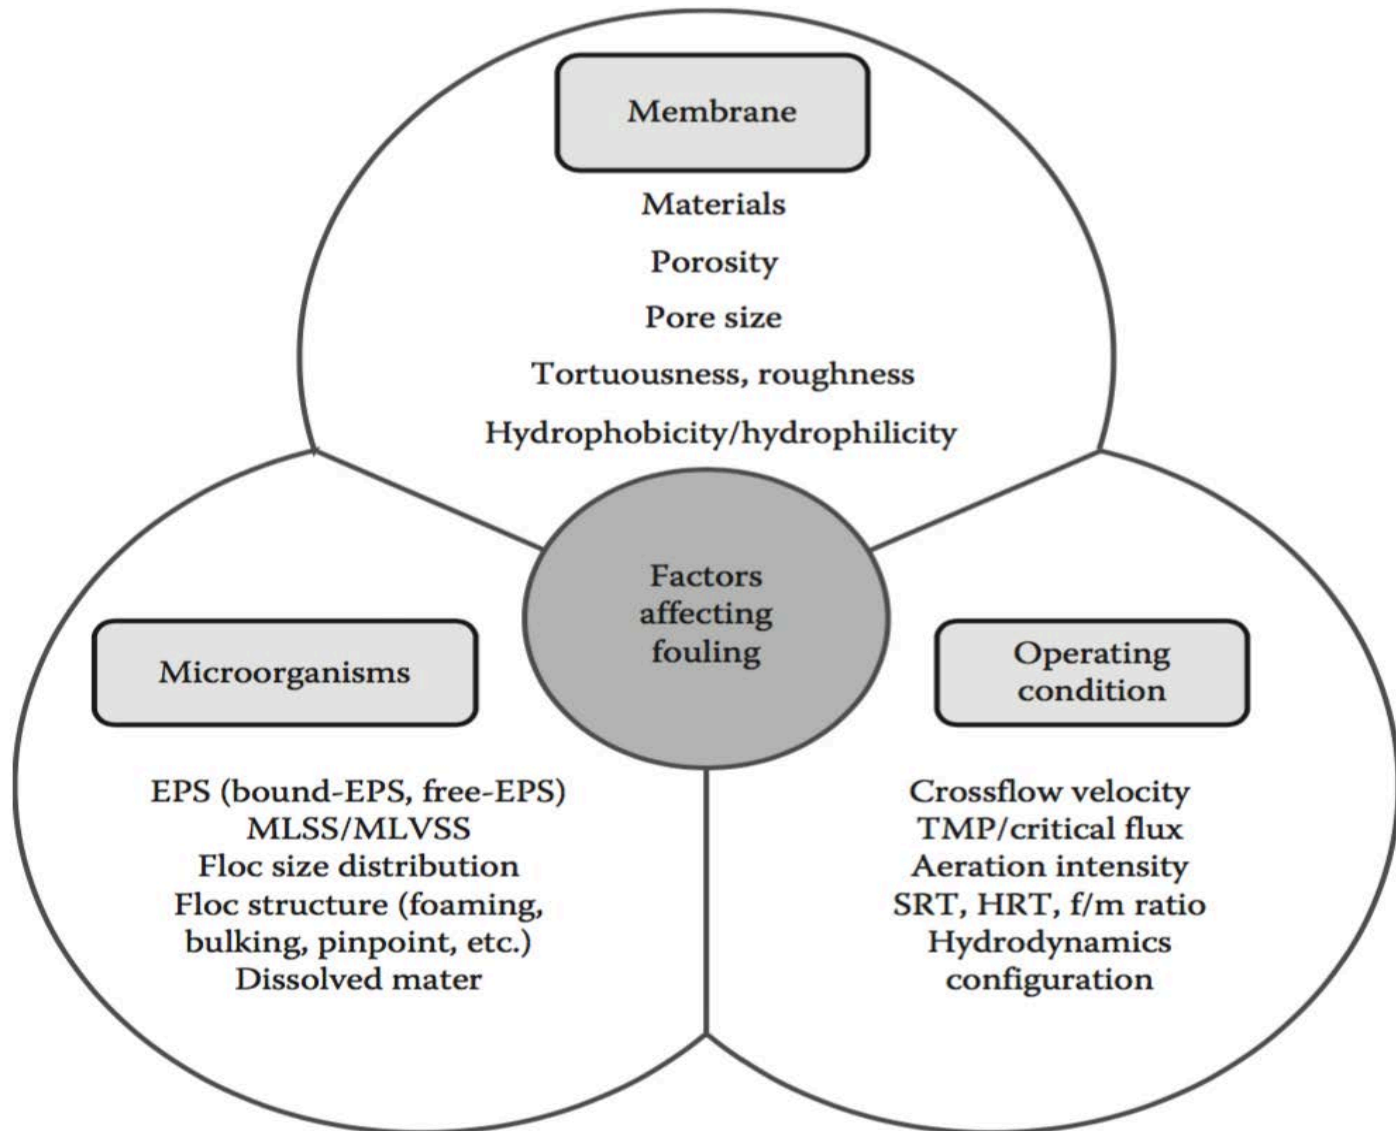 Membrane
Materials
Porosity
Pore size
Tortuousness, roughness
Hydrophobicity/hydrophilicity
Factors
affecting
fouling
Microorganisms
EPS (bound-EPS, free-EPS)
MLSS/MLVSS
Floc size distribution
Floc structure (foaming,
bulking, pinpoint, etc.)
Dissolved mater
Operating
condition
Crossflow velocity
TMP/critical flux
Aeration intensity
SRT, HRT, f/m ratio
Hydrodynamics
configuration